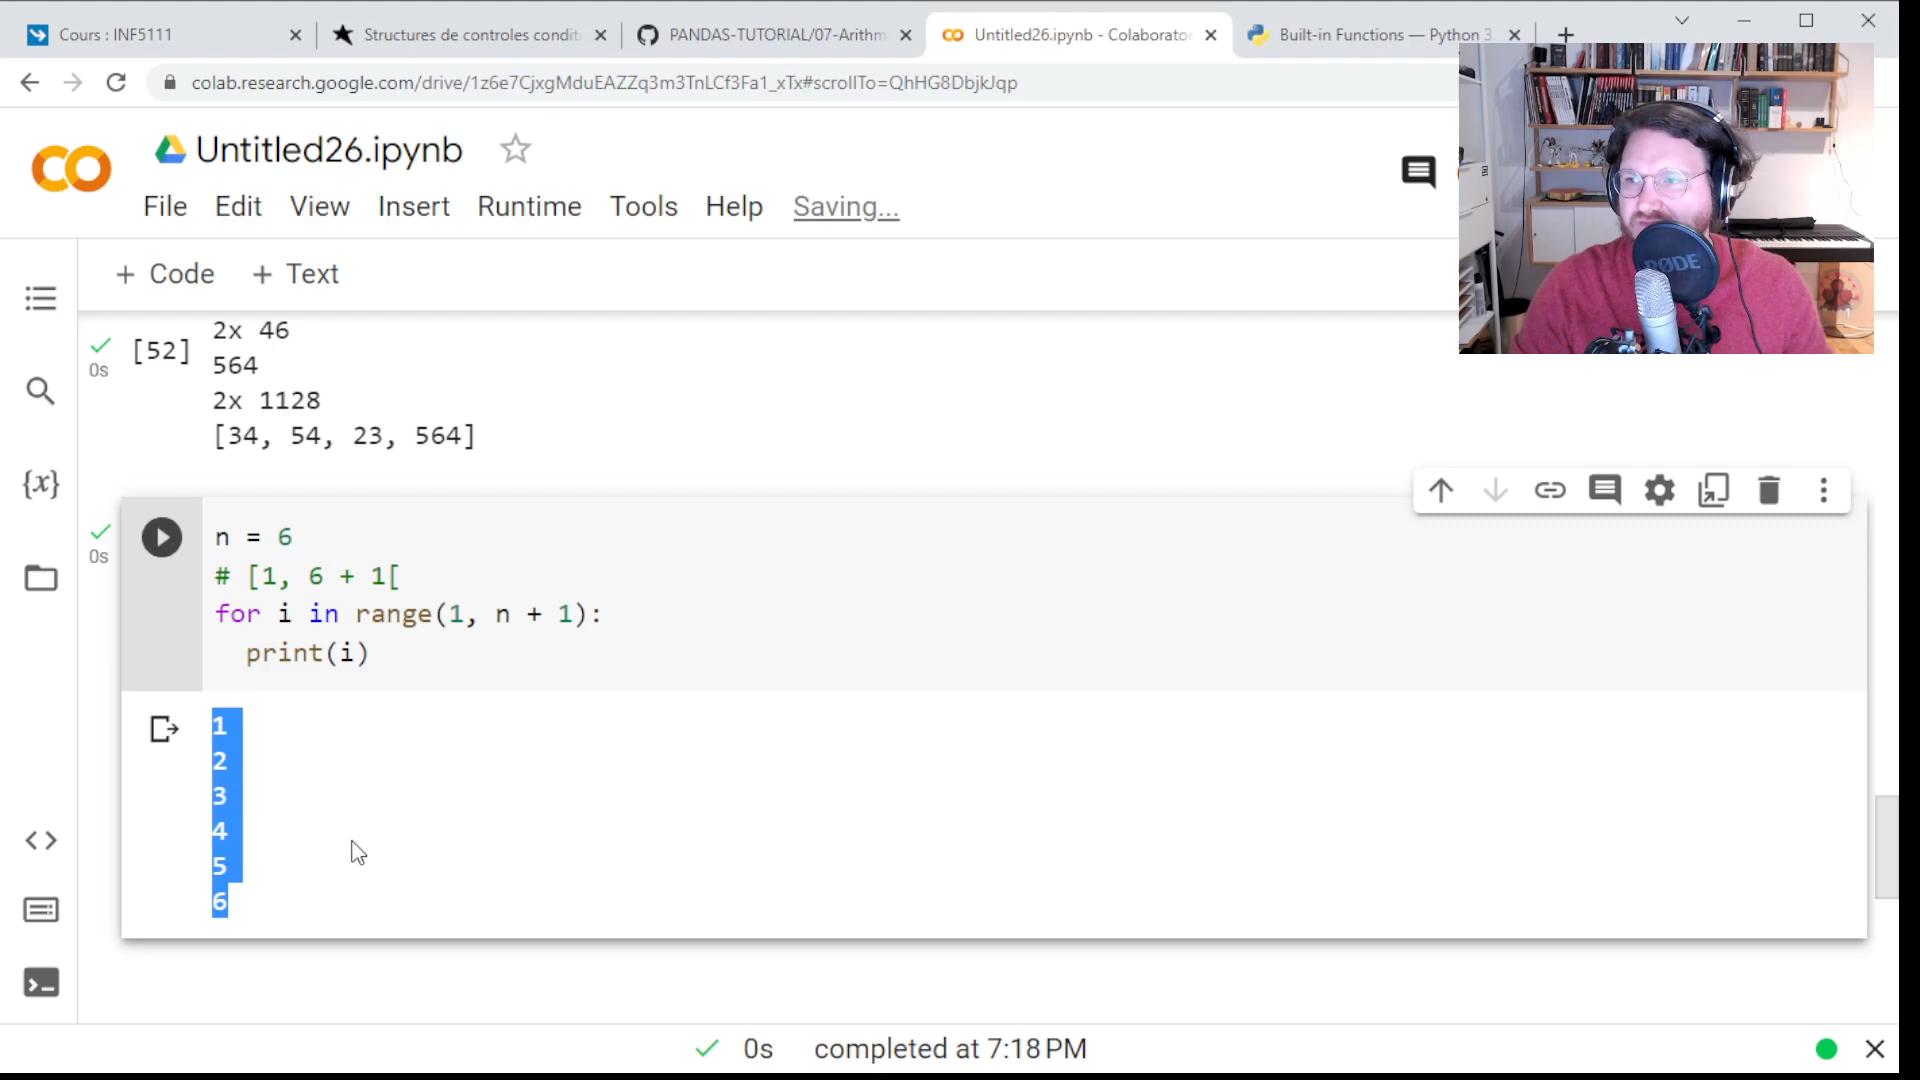 Cours : INF5111
Structures de controles condit
PANDAS-TUTORIAL/07-Arithm
Untitled26.ipynb - Colaborator
Built-in Functions — Python 3.
colab.research.google.com/drive/1z6e7CjxgMduEAZZq3m3TnLCf3Fa1_xTx#scrollTo=QhHG8DbjkJqp
Untitled26.ipynb
File Edit View Insert Runtime Tools Help Saving...
+ Code + Text
RØDE
[52]
0s
2x 46
564
2x 1128
[34, 54, 23, 564]
{x}
0s
n = 6
# [1, 6 + 1[
for i in range(1, n + 1):
print(i)
1
2
3
4
5
6
0s completed at 7:18 PM